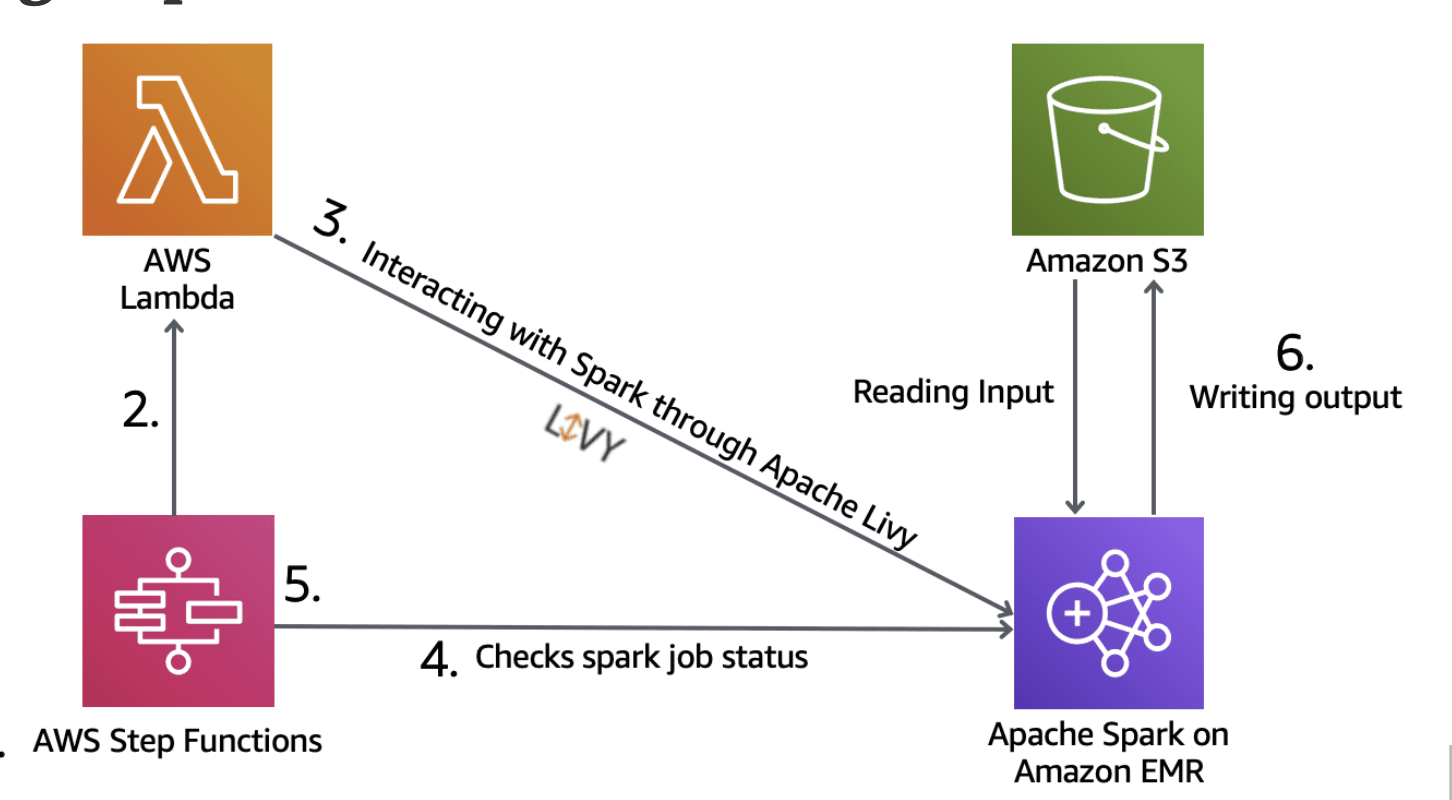 AWS
Lambda
Amazon S3
3. Interacting with Spark through Apache Livy
LIVY
2.
Reading Input
6.
Writing output
5.
4. Checks spark job status
AWS Step Functions
Apache Spark on
Amazon EMR